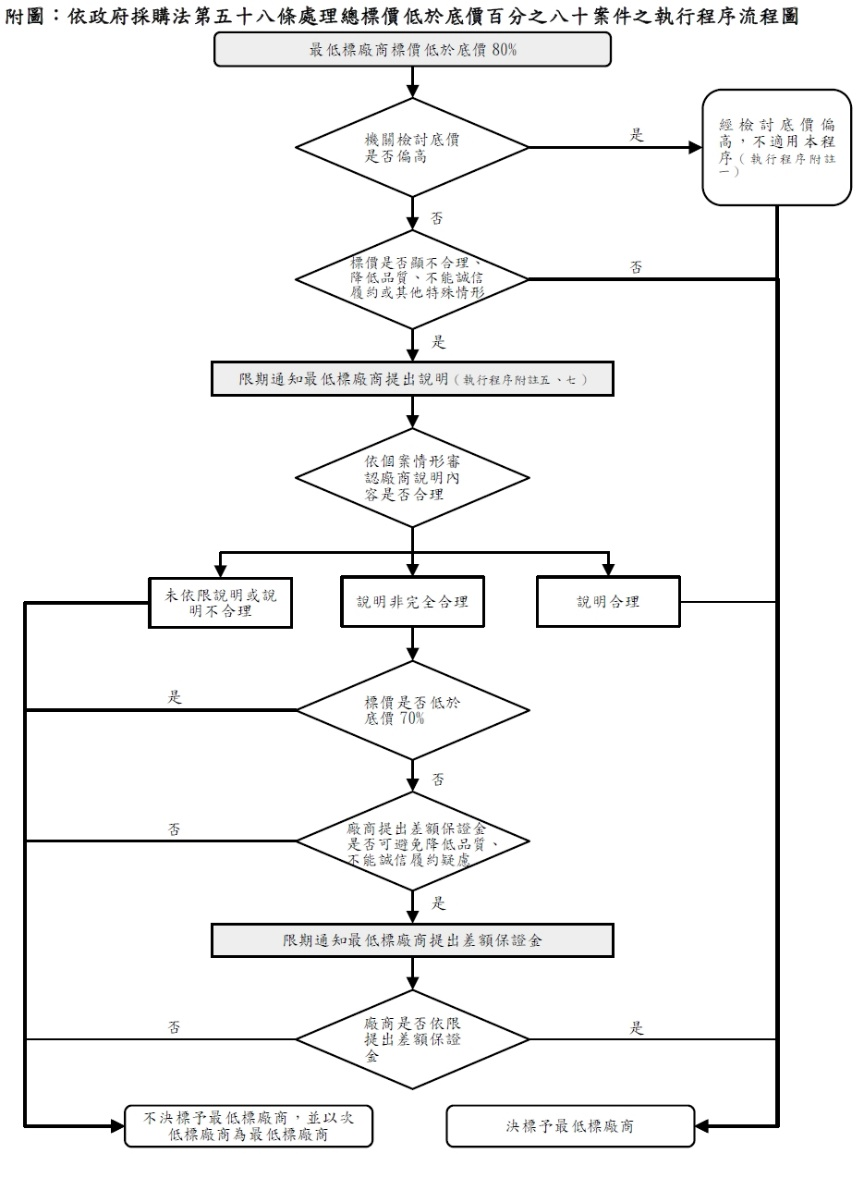 附圖：依政府採購法第五十八條處理總標價低於底價百分之八十案件之執行程序流程圖
最低標廠商標價低於底價 80%
機關檢討底價
是否偏高
是
經檢討底價偏
高，不適用本程
序（執行程序附註
一）
否
標價是否顯不合理、
降低品質、不能誠信
履約或其他特殊情形
否
是
限期通知最低標廠商提出說明（執行程序附註五、七）
依個案情形審
認廠商說明內
容是否合理
未依限說明或說
明不合理
說明非完全合理
說明合理
是
標價是否低於
底價 70%
否
否
廠商提出差額保證金
是否可避免降低品質、
不能誠信履約疑慮
是
限期通知最低標廠商提出差額保證金
否
廠商是否依限
提出差額保證
金
是
不決標予最低標廠商，並以次
低標廠商為最低標廠商
決標予最低標廠商